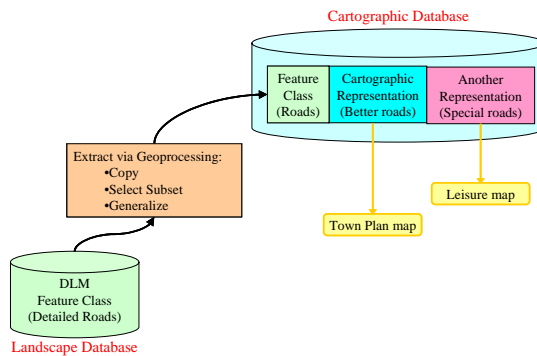 Cartographic Database
Feature
Class
(Roads)
Cartographic
Representation
(Better roads)
Another
Representation
(Special roads)
Extract via Geoprocessing:
•Copy
•Select Subset
•Generalize
Leisure map
Town Plan map
DLM
Feature Class
(Detailed Roads)
Landscape Database